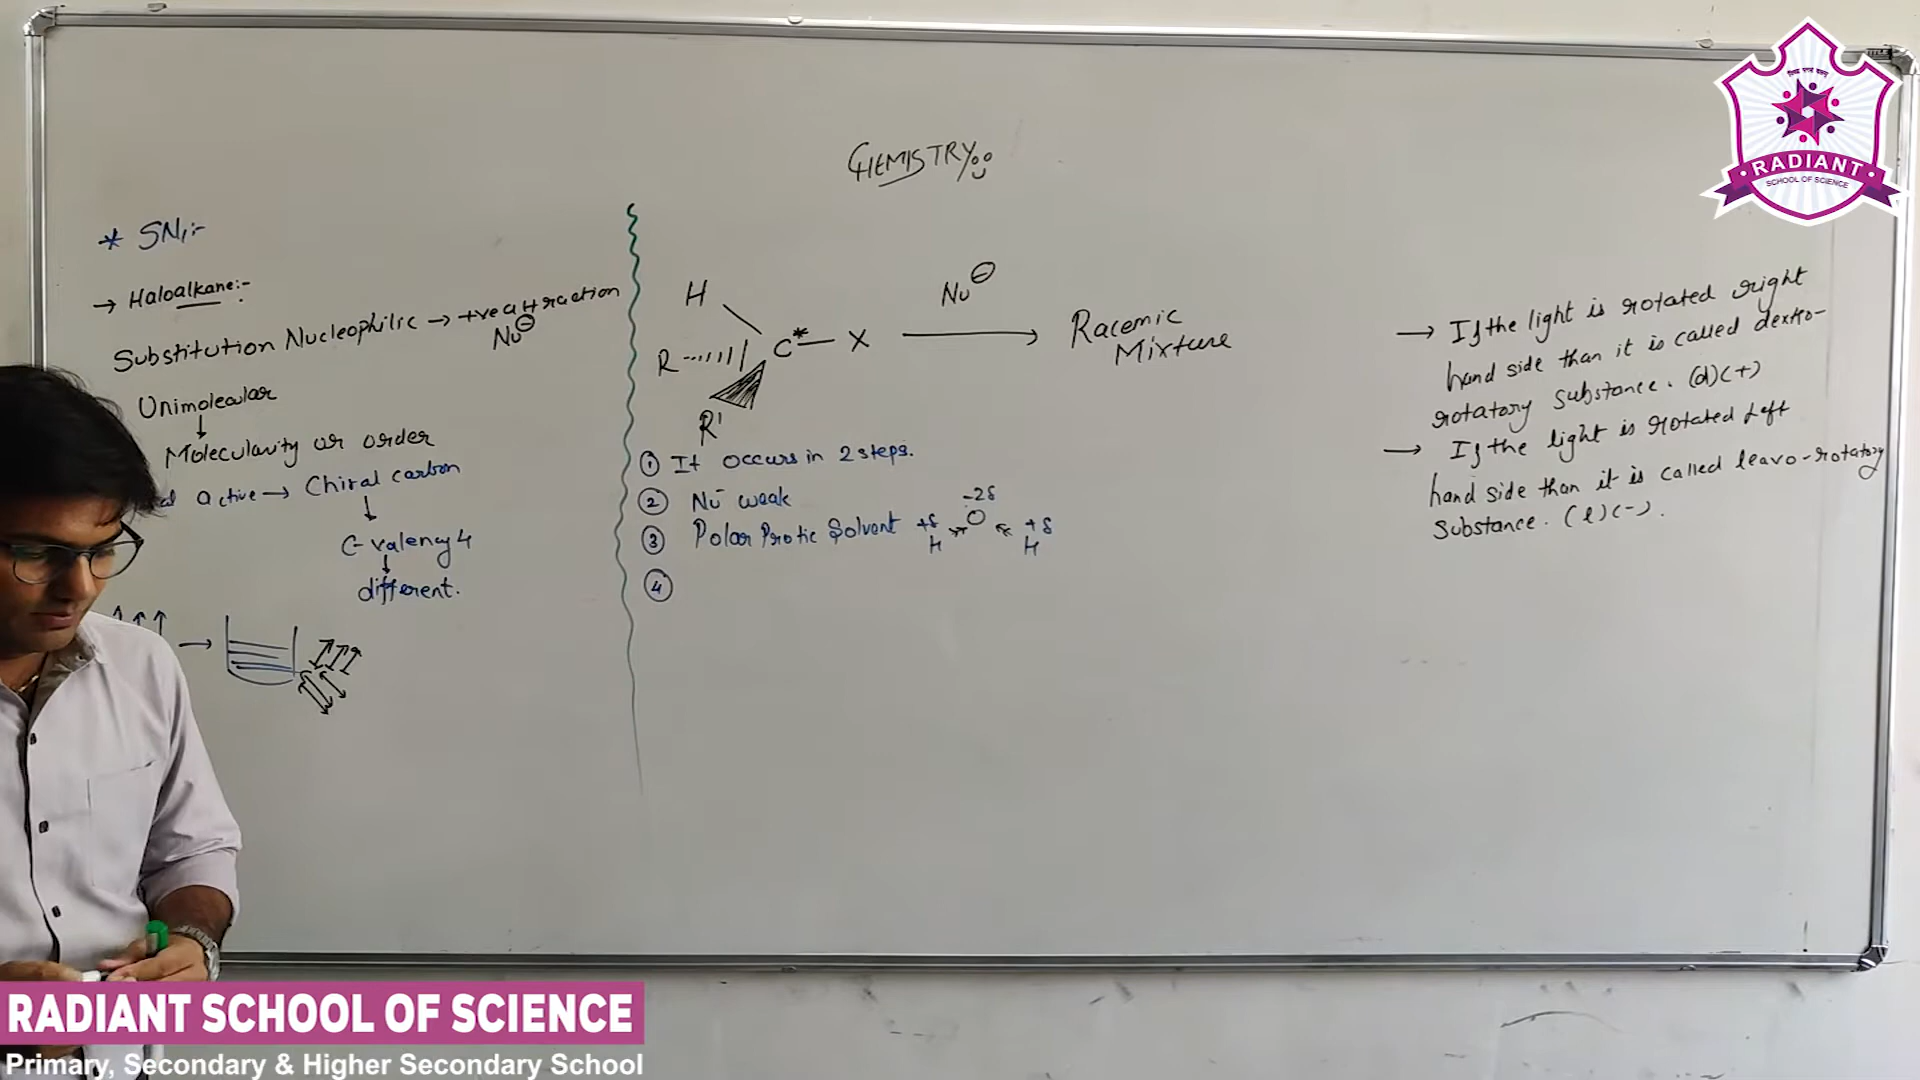 CHEMISTRY
* SN1:-
→ Haloalkane:-
Substitution Nucleophilic → +ve
Nu⊖
Unimolecular
↓
Molecularity or order
Active → Chiral carbon
↓
C- valency 4
↓
different.
H
R
C* — X
R'
Nu⊖
Racemic
Mixture
① It occurs in 2 steps.
② Nu⁻ weak
③ Polar Protic Solvent +δ H O -2δ +δ H
④
→ If the light is rotated right
hand side than it is called dextro-
rotatory substance. (d)(+)
→ If the light is rotated left
hand side than it is called leavo-rotatory
substance. (l)(-).
RADIANT
SCHOOL OF SCIENCE
RADIANT SCHOOL OF SCIENCE
Primary, Secondary & Higher Secondary School